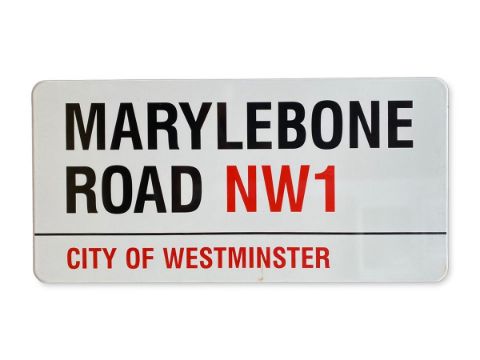 MARYLEBONE
ROAD NW1
CITY OF WESTMINSTER